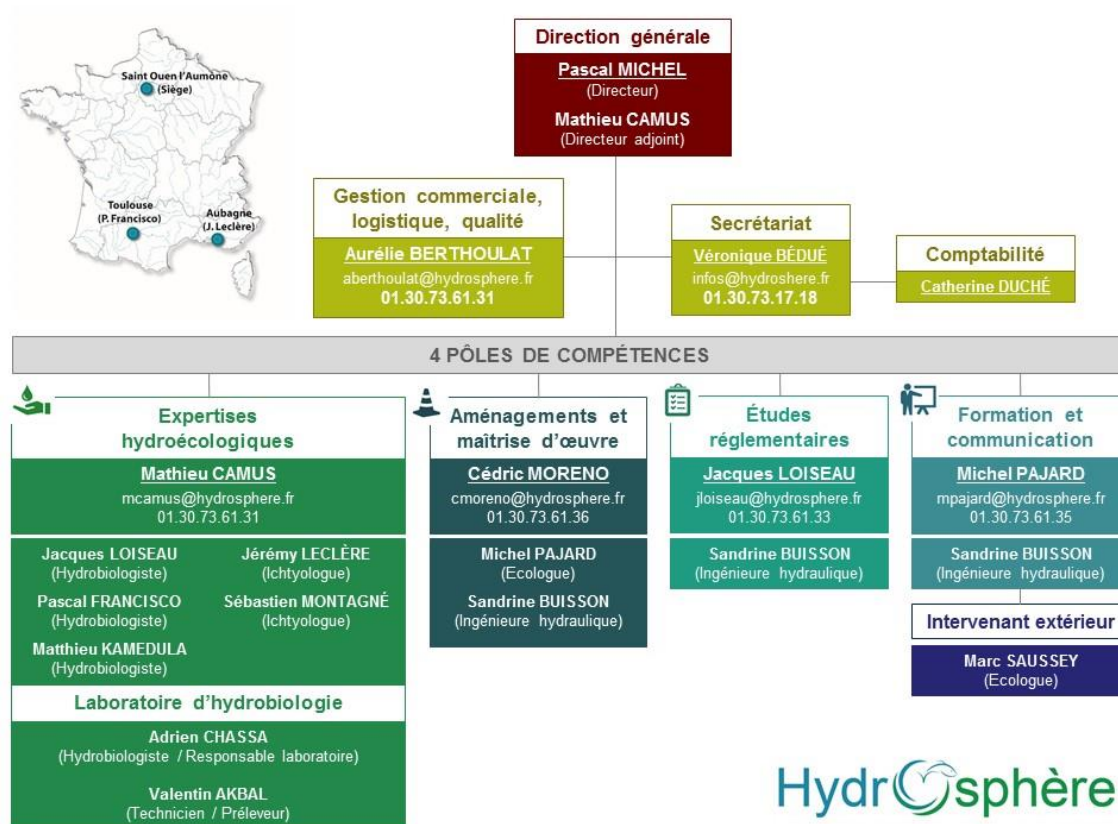 Saint Ouen l'Aumône
(Siège)
Toulouse
(P. Francisco)
Aubagne
(J. Leclère)
Direction générale
Pascal MICHEL
(Directeur)
Mathieu CAMUS
(Directeur adjoint)
Gestion commerciale,
logistique, qualité
Aurélie BERTHOULAT
aberthoulat@hydrosphere.fr
01.30.73.61.31
Secrétariat
Véronique BÉDUÉ
infos@hydroshere.fr
01.30.73.17.18
Comptabilité
Catherine DUCHÉ
4 PÔLES DE COMPÉTENCES
Expertises
hydroécologiques
Mathieu CAMUS
mcamus@hydrosphere.fr
01.30.73.61.31
Jacques LOISEAU
(Hydrobiologiste)
Pascal FRANCISCO
(Hydrobiologiste)
Matthieu KAMEDULA
(Hydrobiologiste)
Jérémy LECLÈRE
(Ichtyologue)
Sébastien MONTAGNÉ
(Ichtyologue)
Laboratoire d'hydrobiologie
Adrien CHASSA
(Hydrobiologiste / Responsable laboratoire)
Valentin AKBAL
(Technicien / Préleveur)
Aménagements et
maîtrise d'œuvre
Cédric MORENO
cmoreno@hydrosphere.fr
01.30.73.61.36
Michel PAJARD
(Ecologue)
Sandrine BUISSON
(Ingénieure hydraulique)
Études
réglementaires
Jacques LOISEAU
jloiseau@hydrosphere.fr
01.30.73.61.33
Sandrine BUISSON
(Ingénieure hydraulique)
Formation et
communication
Michel PAJARD
mpajard@hydrosphere.fr
01.30.73.61.35
Sandrine BUISSON
(Ingénieure hydraulique)
Intervenant extérieur
Marc SAUSSEY
(Ecologue)
HydrOsphère